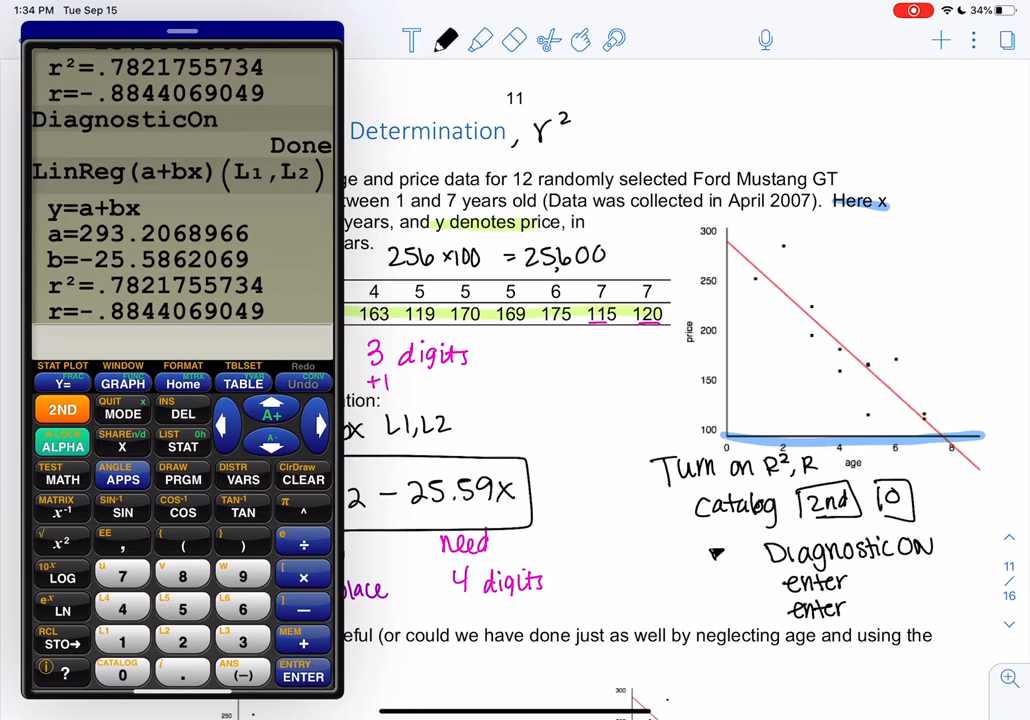 1:34 PM Tue Sep 15
34%
r²=.7821755734
r=-.8844069049
DiagnosticOn
Done
LinReg(a+bx)(L1,L2)
y=a+bx
a=293.2068966
b=-25.5862069
r²=.7821755734
r=-.8844069049
STAT PLOT WINDOW FORMAT TBLSET Redo
Y= GRAPH Home TABLE Undo
QUIT x INS
2ND MODE DEL A+
A-LOCK SHARE n/d LIST 0h
ALPHA X STAT A-
TEST ANGLE DRAW DISTR ClrDraw
MATH APPS PRGM VARS CLEAR
MATRIX SIN⁻¹ COS⁻¹ TAN⁻¹ π
x⁻¹ SIN COS TAN ^
√ EE { } e
x² , ( ) ÷
10ˣ u v w [
LOG 7 8 9 ×
eˣ L4 L5 L6 ]
LN 4 5 6 —
RCL L1 L2 L3 MEM
STO→ 1 2 3 +
CATALOG i ANS ENTRY
? 0 . (−) ENTER
T
11
Determination, r²
ge and price data for 12 randomly selected Ford Mustang GT
ween 1 and 7 years old (Data was collected in April 2007). Here x
years, and y denotes price, in
ars.
256 ×100 = 25,600
4 5 5 5 6 7 7
163 119 170 169 175 115 120
3 digits
+1
tion:
bx L1,L2
2 − 25.59x
need
4 digits
place
300
250
200
150
100
price
0 2 4 6 8
age
Turn on R², R
Catalog 2nd 0
DiagnosticON
enter
enter
11
16
eful (or could we have done just as well by neglecting age and using the
300
250